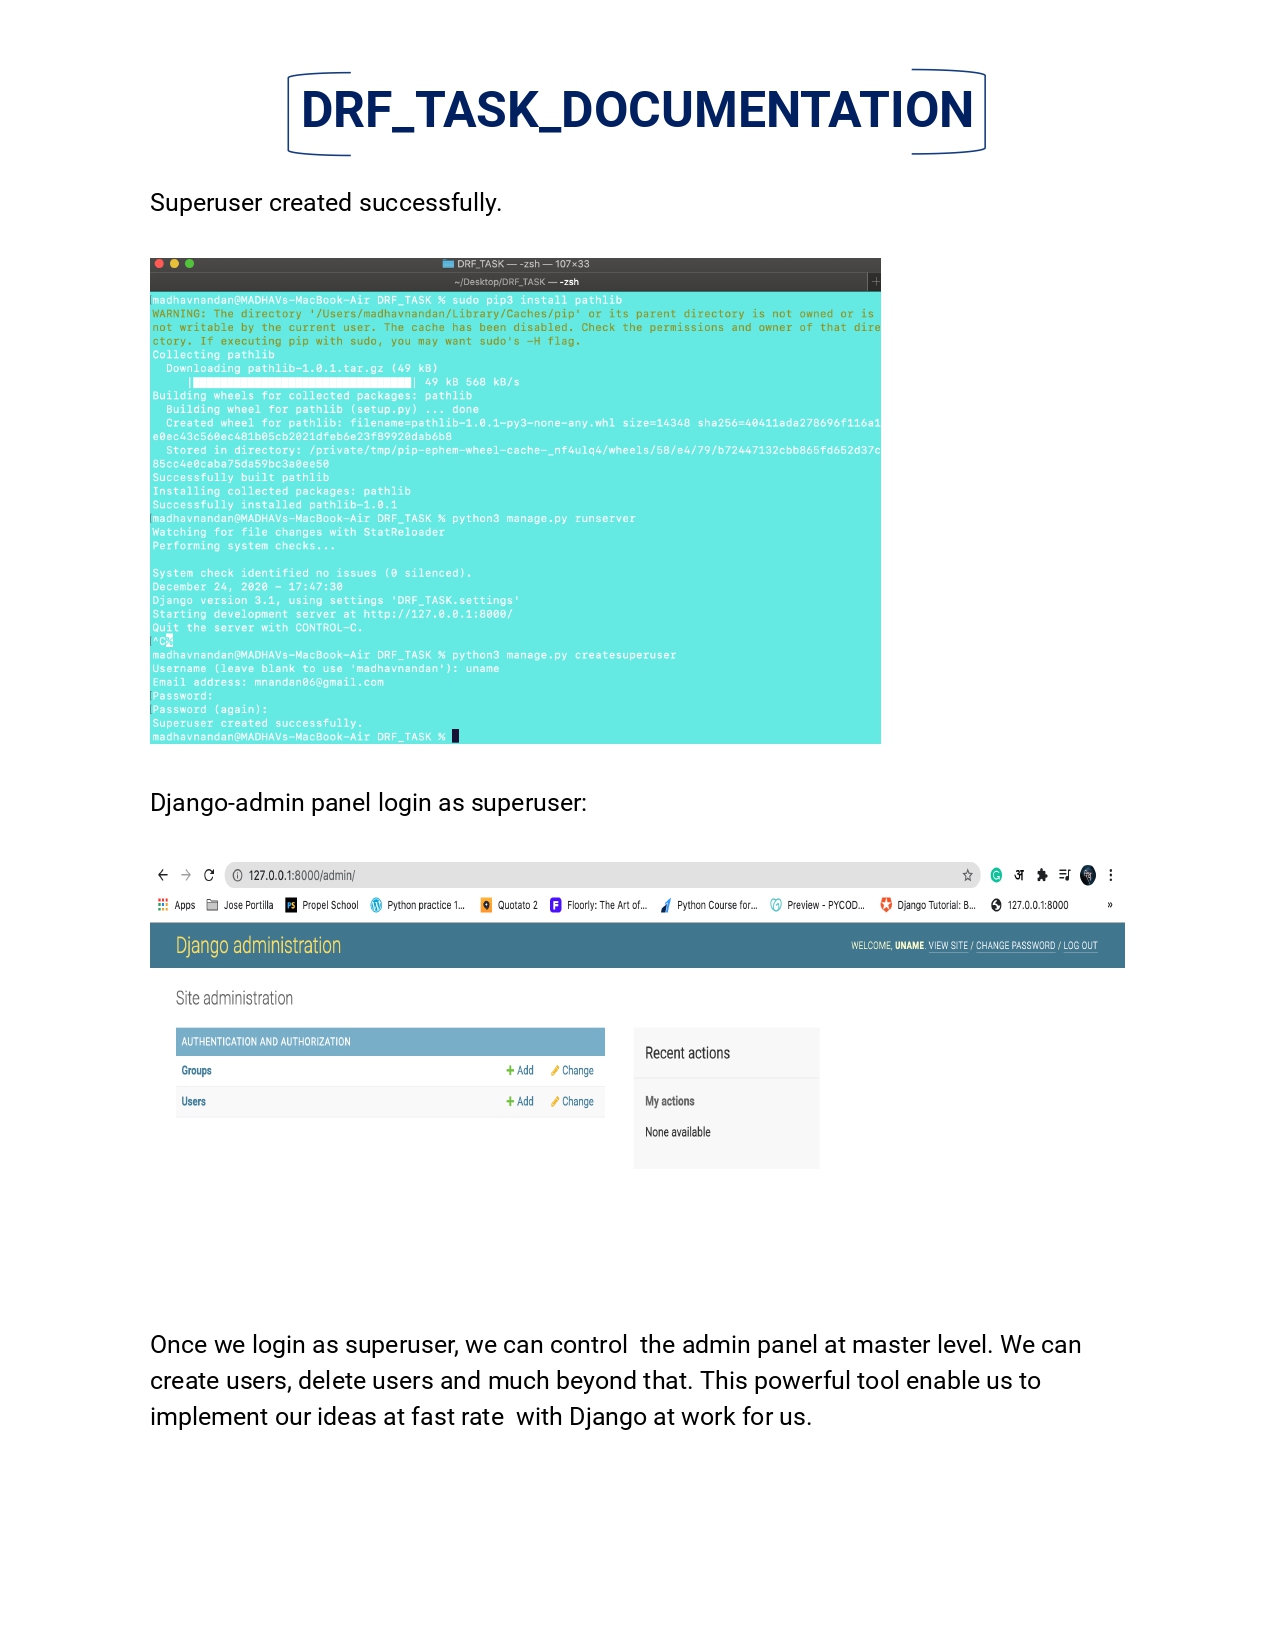 DRF_TASK_DOCUMENTATION
Superuser created successfully.
DRF_TASK — -zsh — 107×33
~/Desktop/DRF_TASK — -zsh
madhavnandan@MADHAVs-MacBook-Air DRF_TASK % sudo pip3 install pathlib
WARNING: The directory '/Users/madhavnandan/Library/Caches/pip' or its parent directory is not owned or is
not writable by the current user. The cache has been disabled. Check the permissions and owner of that dire
ctory. If executing pip with sudo, you may want sudo's -H flag.
Collecting pathlib
Downloading pathlib-1.0.1.tar.gz (49 kB)
49 kB 568 kB/s
Building wheels for collected packages: pathlib
Building wheel for pathlib (setup.py) ... done
Created wheel for pathlib: filename=pathlib-1.0.1-py3-none-any.whl size=14348 sha256=40411ada278696f116a1
e0ec43c560ec481b05cb2021dfeb6e23f89920dab6b8
Stored in directory: /private/tmp/pip-ephem-wheel-cache-_nf4ulq4/wheels/58/e4/79/b72447132cbb865fd652d37c
85cc4e0caba75da59bc3a0ee50
Successfully built pathlib
Installing collected packages: pathlib
Successfully installed pathlib-1.0.1
madhavnandan@MADHAVs-MacBook-Air DRF_TASK % python3 manage.py runserver
Watching for file changes with StatReloader
Performing system checks...
System check identified no issues (0 silenced).
December 24, 2020 - 17:47:30
Django version 3.1, using settings 'DRF_TASK.settings'
Starting development server at http://127.0.0.1:8000/
Quit the server with CONTROL-C.
^C%
madhavnandan@MADHAVs-MacBook-Air DRF_TASK % python3 manage.py createsuperuser
Username (leave blank to use 'madhavnandan'): uname
Email address: mnandan06@gmail.com
Password:
Password (again):
Superuser created successfully.
madhavnandan@MADHAVs-MacBook-Air DRF_TASK %
Django-admin panel login as superuser:
127.0.0.1:8000/admin/
Apps Jose Portilla Propel School Python practice 1... Quotato 2 Floorly: The Art of... Python Course for... Preview - PYCOD... Django Tutorial: B... 127.0.0.1:8000 »
Django administration WELCOME, UNAME. VIEW SITE / CHANGE PASSWORD / LOG OUT
Site administration
AUTHENTICATION AND AUTHORIZATION
Groups + Add Change
Users + Add Change
Recent actions
My actions
None available
Once we login as superuser, we can control  the admin panel at master level. We can
create users, delete users and much beyond that. This powerful tool enable us to
implement our ideas at fast rate  with Django at work for us.